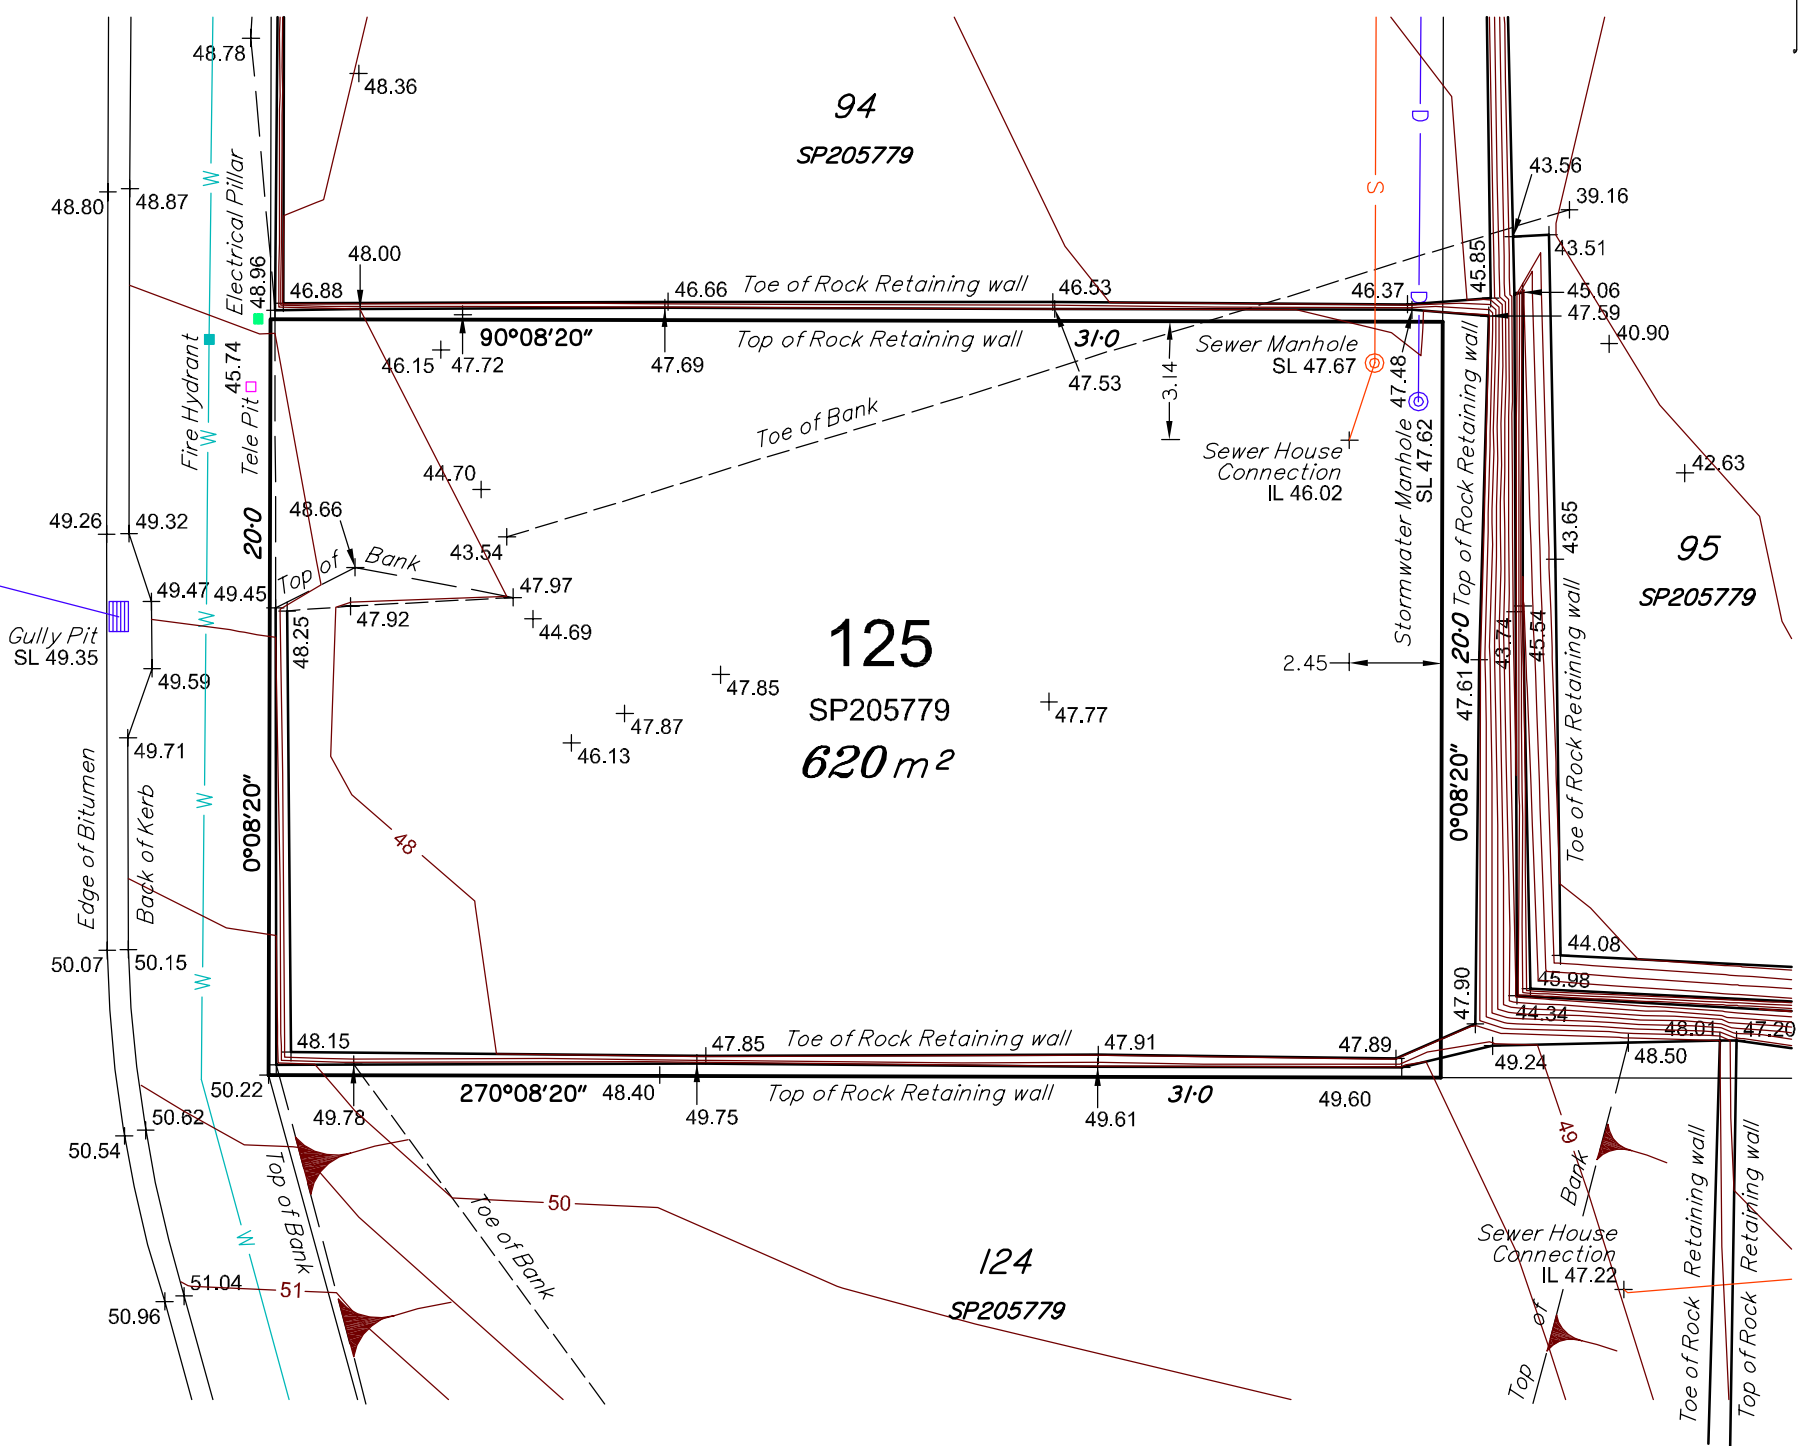 48.78
48.36
94
SP205779
D
S
W
48.80
48.87
Electrical Pillar
48.96
43.56
39.16
43.51
45.85
48.00
46.88
46.66
Toe of Rock Retaining wall
46.53
46.37
D
45.06
47.59
40.90
90°08'20"
Top of Rock Retaining wall
31·0
Sewer Manhole
SL 47.67
46.15
47.72
47.69
47.53
3.14
47.48
Fire Hydrant
45.74
Tele Pit
W
Toe of Bank
Sewer House
Connection
IL 46.02
Stormwater Manhole
SL 47.62
Top of Rock Retaining wall
42.63
44.70
48.66
43.54
49.26
49.32
20·0
Top of Bank
43.65
95
SP205779
49.47
49.45
W
47.97
47.92
44.69
48.25
Gully Pit
SL 49.35
49.59
125
SP205779
620 m²
2.45
20·0
47.61
43.74
45.54
Toe of Rock Retaining wall
47.85
47.87
47.77
46.13
49.71
Edge of Bitumen
Back of Kerb
W
0°08'20"
0°08'20"
48
50.07
50.15
W
44.08
45.98
47.90
44.34
48.01
47.20
48.15
47.85
Toe of Rock Retaining wall
47.91
47.89
49.24
48.50
50.22
270°08'20"
48.40
Top of Rock Retaining wall
31·0
49.60
49.78
49.75
49.61
50.62
50.54
49
Top of Bank
Toe of Bank
50
W
124
SP205779
Sewer House
Connection
IL 47.22
Top of Bank
Toe of Rock Retaining wall
Top of Rock Retaining wall
51.04
51
50.96